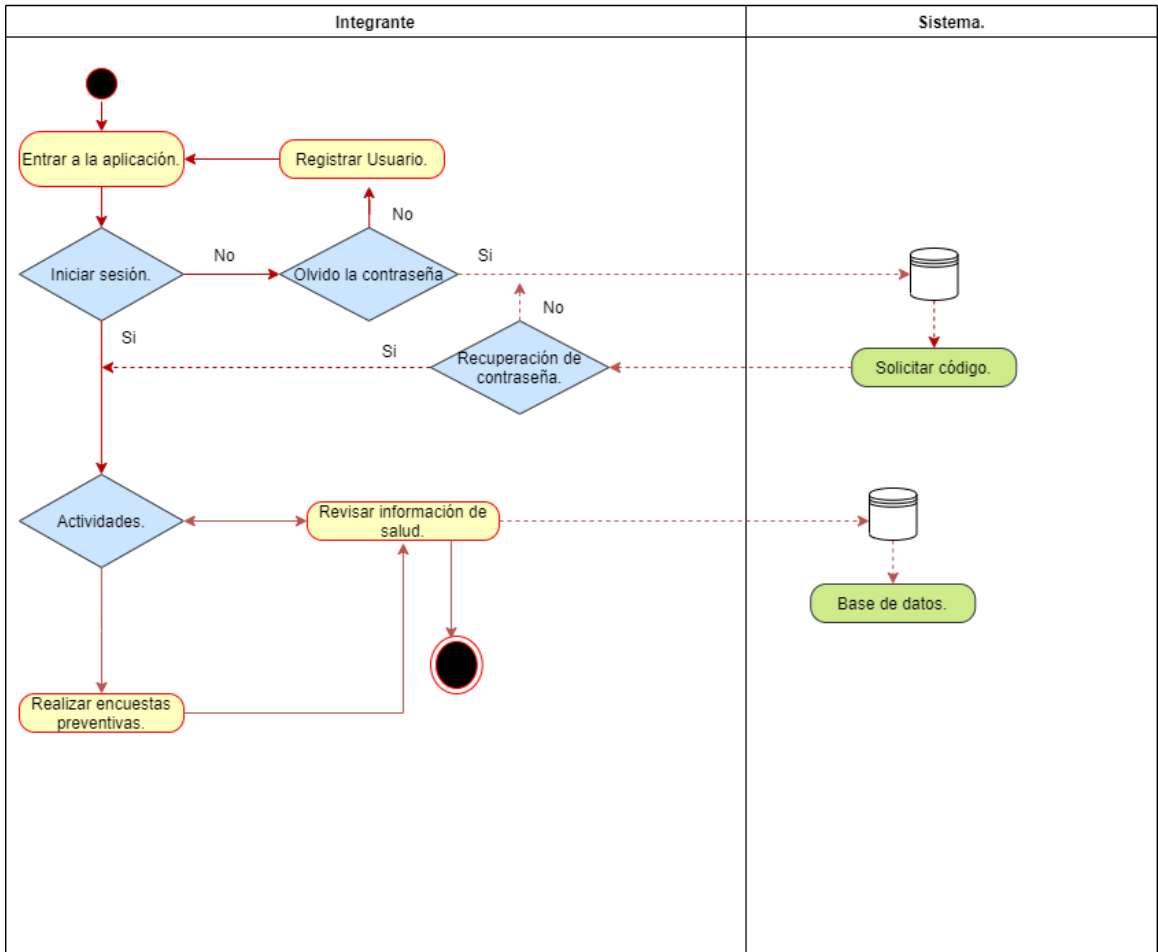 Integrante
Sistema.
Entrar a la aplicación.
Registrar Usuario.
No
Iniciar sesión.
No
Olvido la contraseña
Si
Si
No
Si
Recuperación de
contraseña.
Solicitar código.
Actividades.
Revisar información de
salud.
Base de datos.
Realizar encuestas
preventivas.